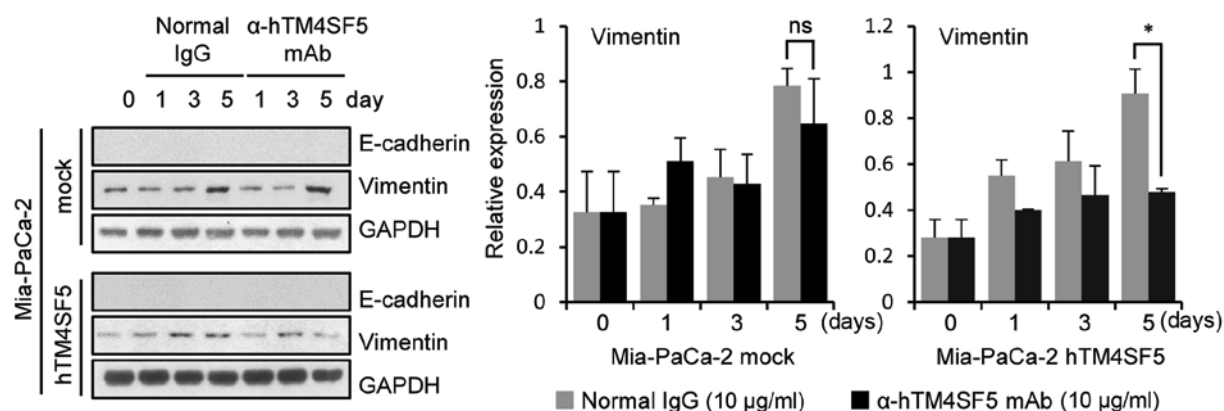 Normal IgG
α-hTM4SF5 mAb
0 1 3 5 1 3 5 day
Mia-PaCa-2
mock
E-cadherin
Vimentin
GAPDH
hTM4SF5
E-cadherin
Vimentin
GAPDH
Relative expression
1
0.8
0.6
0.4
0.2
0
Vimentin
ns
0 1 3 5 (days)
Mia-PaCa-2 mock
1.2
1
0.8
0.6
0.4
0.2
0
Vimentin
*
0 1 3 5 (days)
Mia-PaCa-2 hTM4SF5
Normal IgG (10 μg/ml)
α-hTM4SF5 mAb (10 μg/ml)